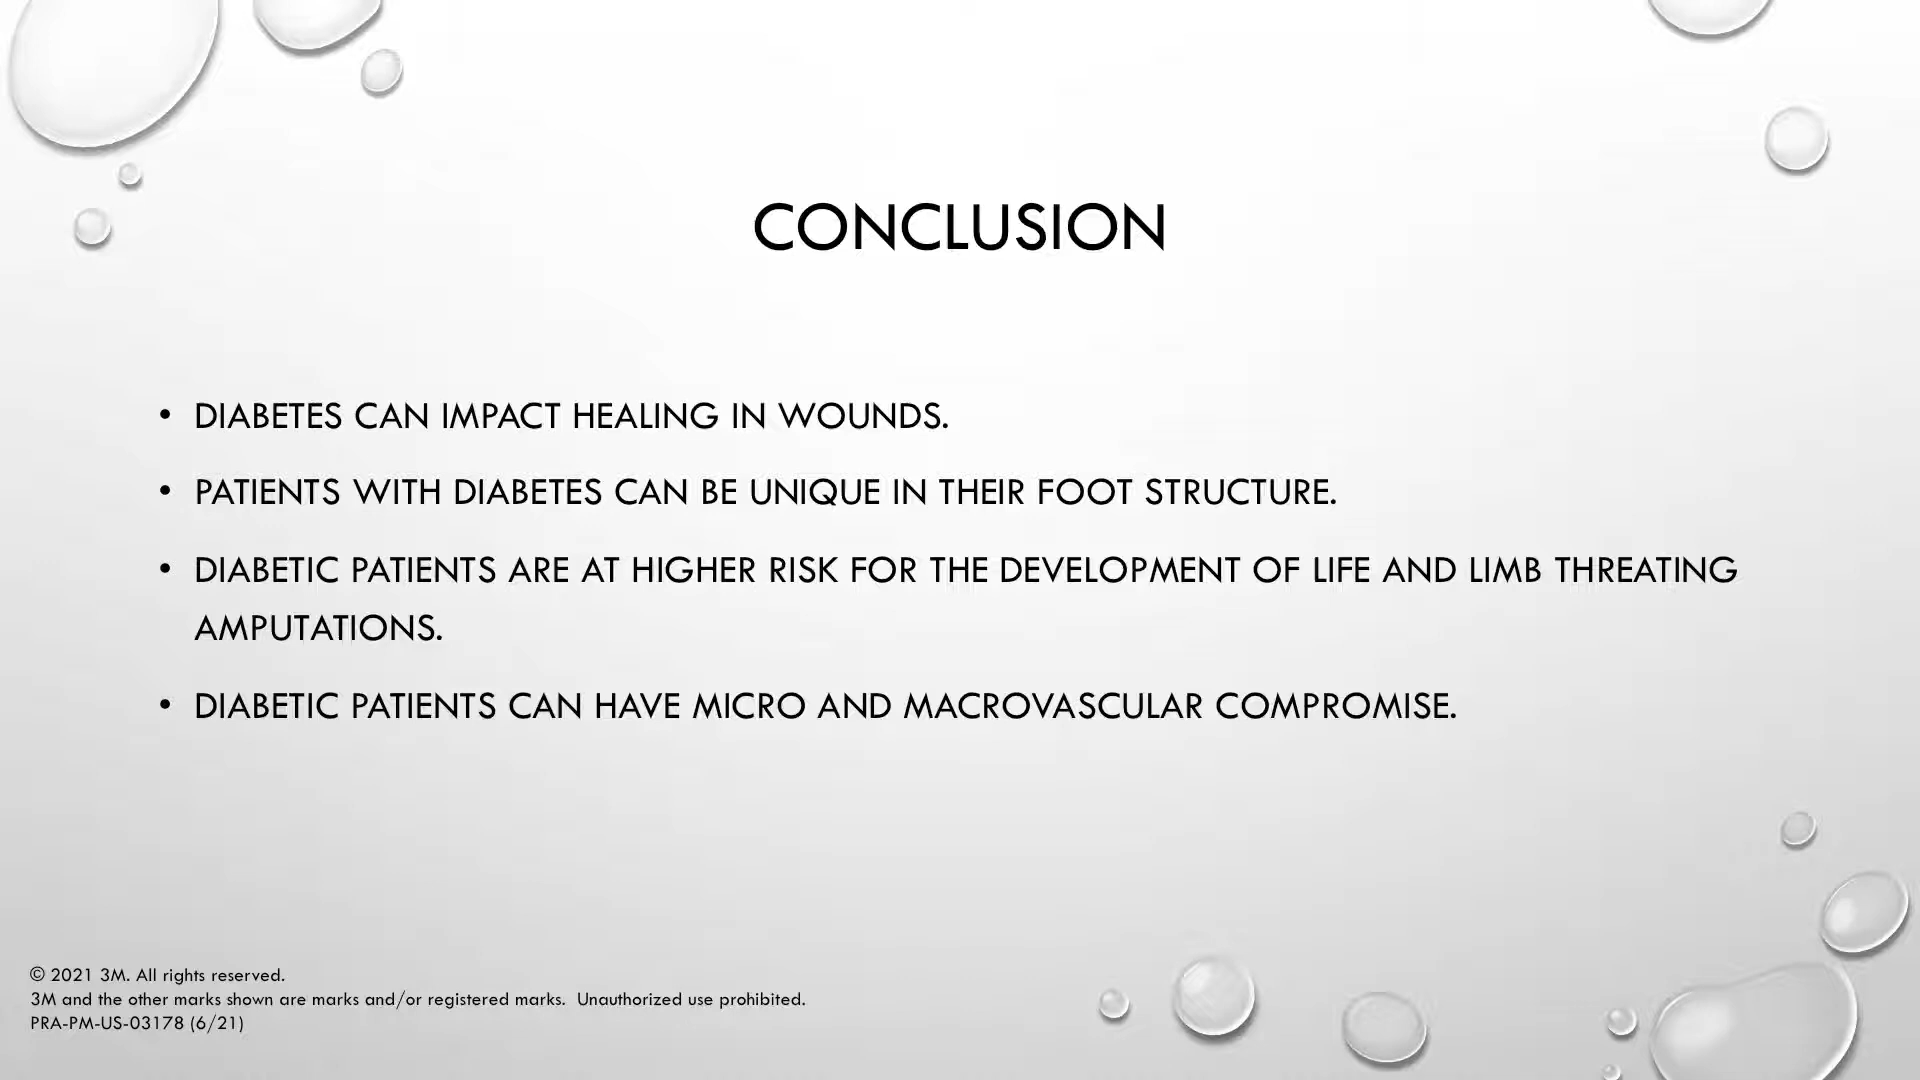 CONCLUSION
• DIABETES CAN IMPACT HEALING IN WOUNDS.
• PATIENTS WITH DIABETES CAN BE UNIQUE IN THEIR FOOT STRUCTURE.
• DIABETIC PATIENTS ARE AT HIGHER RISK FOR THE DEVELOPMENT OF LIFE AND LIMB THREATING
AMPUTATIONS.
• DIABETIC PATIENTS CAN HAVE MICRO AND MACROVASCULAR COMPROMISE.
© 2021 3M. All rights reserved.
3M and the other marks shown are marks and/or registered marks.  Unauthorized use prohibited.
PRA-PM-US-03178 (6/21)